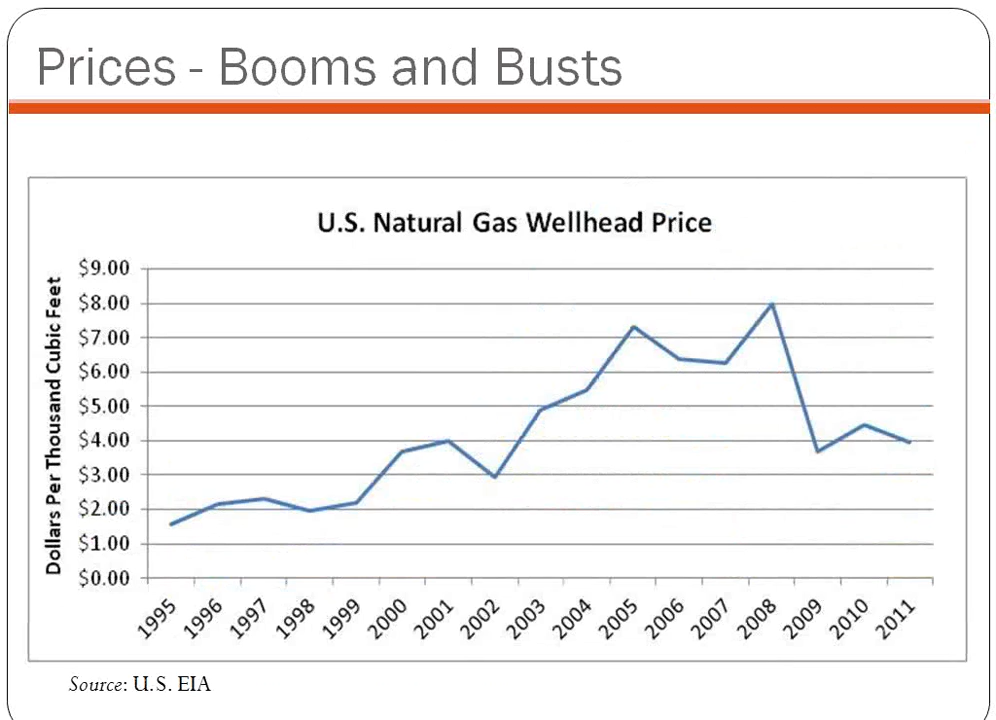 Prices - Booms and Busts
U.S. Natural Gas Wellhead Price
Dollars Per Thousand Cubic Feet
$9.00
$8.00
$7.00
$6.00
$5.00
$4.00
$3.00
$2.00
$1.00
$0.00
1995 1996 1997 1998 1999 2000 2001 2002 2003 2004 2005 2006 2007 2008 2009 2010 2011
Source: U.S. EIA